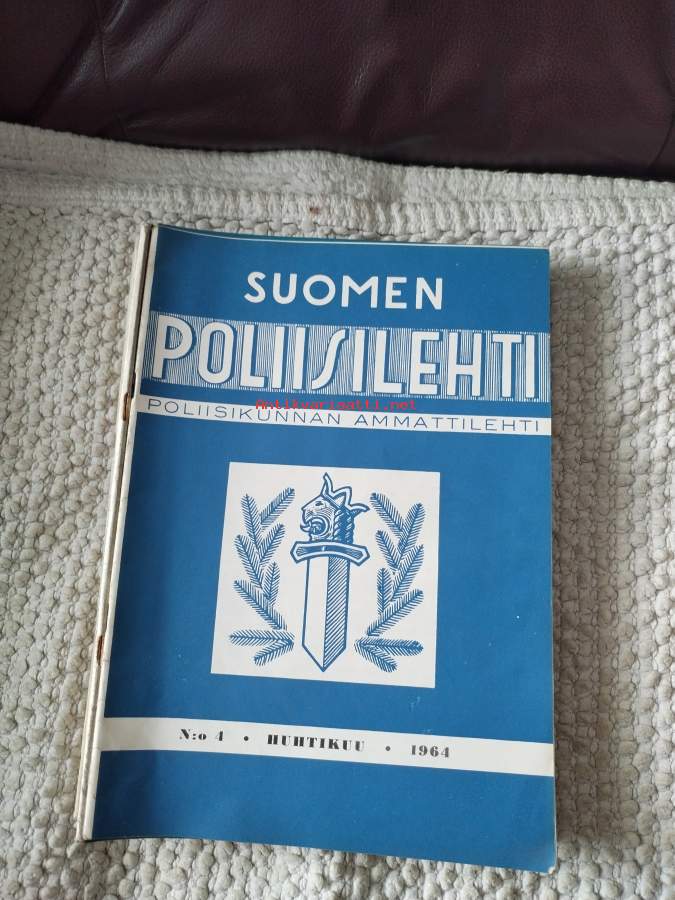 SUOMEN
POLIISILEHTI
Antikvariaatti.net
POLIISIKUNNAN AMMATTILEHTI
N:o 4 • HUHTIKUU • 1964